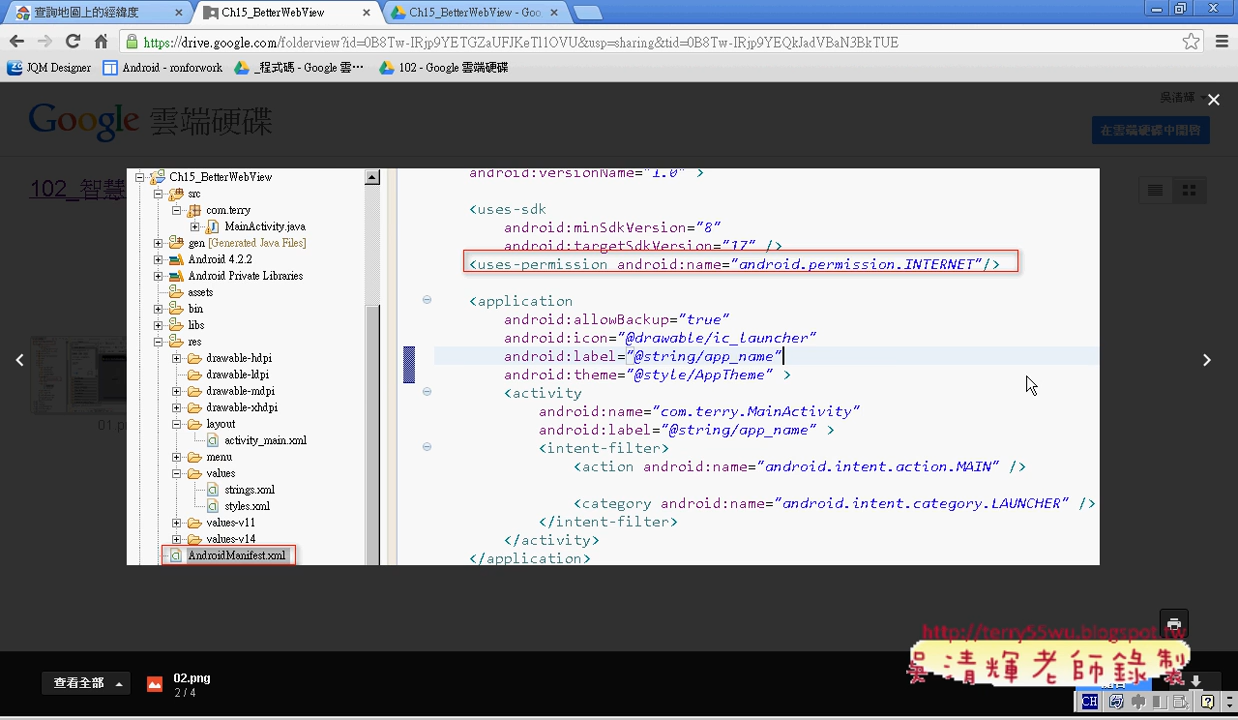 查詢地圖上的經緯度
Ch15_BetterWebView
Ch15_BetterWebView - Goo
https://drive.google.com/folderview?id=0B8Tw-IRjp9YETGZaUFJKeTl1OVU&usp=sharing&tid=0B8Tw-IRjp9YEQkJadVBaN3BkTUE
JQM Designer
Android - ronforwork
_程式碼 - Google 雲…
102 - Google 雲端硬碟
吳清輝
Google 雲端硬碟
在雲端硬碟中開啓
102_智慧
Ch15_BetterWebView
src
com.terry
MainActivity.java
gen [Generated Java Files]
Android 4.2.2
Android Private Libraries
assets
bin
libs
res
drawable-hdpi
drawable-ldpi
drawable-mdpi
drawable-xhdpi
layout
activity_main.xml
menu
values
strings.xml
styles.xml
values-v11
values-v14
AndroidManifest.xml
android:versionName="1.0" >
<uses-sdk
android:minSdkVersion="8"
android:targetSdkVersion="17" />
<uses-permission android:name="android.permission.INTERNET"/>
<application
android:allowBackup="true"
android:icon="@drawable/ic_launcher"
android:label="@string/app_name"
android:theme="@style/AppTheme" >
<activity
android:name="com.terry.MainActivity"
android:label="@string/app_name" >
<intent-filter>
<action android:name="android.intent.action.MAIN" />
<category android:name="android.intent.category.LAUNCHER" />
</intent-filter>
</activity>
</application>
http://terry55wu.blogspot.tw
吳清輝老師錄製
查看全部
02.png
2 / 4
CH